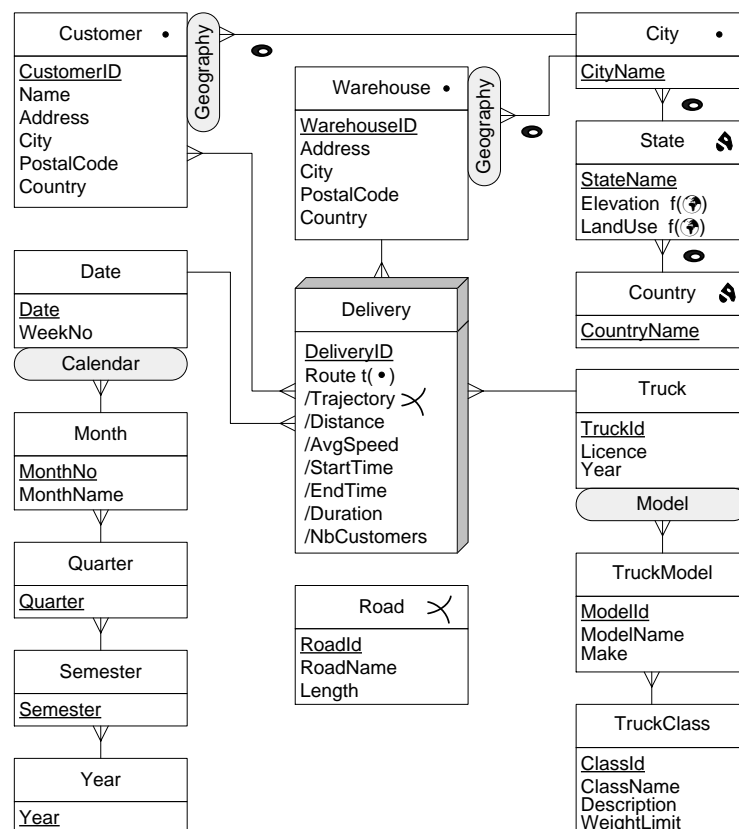 Customer
CustomerID
Name
Address
City
PostalCode
Country
Geography
Warehouse
WarehouseID
Address
City
PostalCode
Country
Geography
City
CityName
State
StateName
Elevation f( )
LandUse f( )
Country
CountryName
Date
Date
WeekNo
Calendar
Month
MonthNo
MonthName
Quarter
Quarter
Semester
Semester
Year
Year
Delivery
DeliveryID
Route t( • )
/Trajectory
/Distance
/AvgSpeed
/StartTime
/EndTime
/Duration
/NbCustomers
Road
RoadId
RoadName
Length
Truck
TruckId
Licence
Year
Model
TruckModel
ModelId
ModelName
Make
TruckClass
ClassId
ClassName
Description
WeightLimit